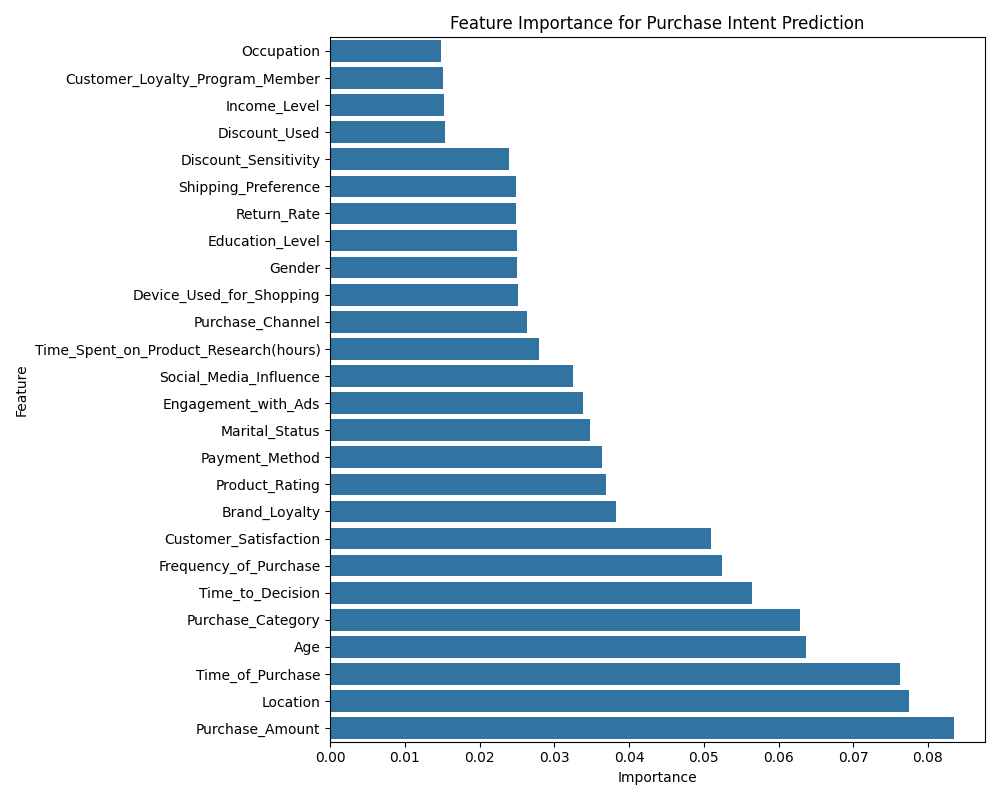 Feature Importance for Purchase Intent Prediction
Occupation
Customer_Loyalty_Program_Member
Income_Level
Discount_Used
Discount_Sensitivity
Shipping_Preference
Return_Rate
Education_Level
Gender
Device_Used_for_Shopping
Purchase_Channel
Time_Spent_on_Product_Research(hours)
Social_Media_Influence
Engagement_with_Ads
Marital_Status
Payment_Method
Product_Rating
Brand_Loyalty
Customer_Satisfaction
Frequency_of_Purchase
Time_to_Decision
Purchase_Category
Age
Time_of_Purchase
Location
Purchase_Amount
Feature
0.00 0.01 0.02 0.03 0.04 0.05 0.06 0.07 0.08
Importance